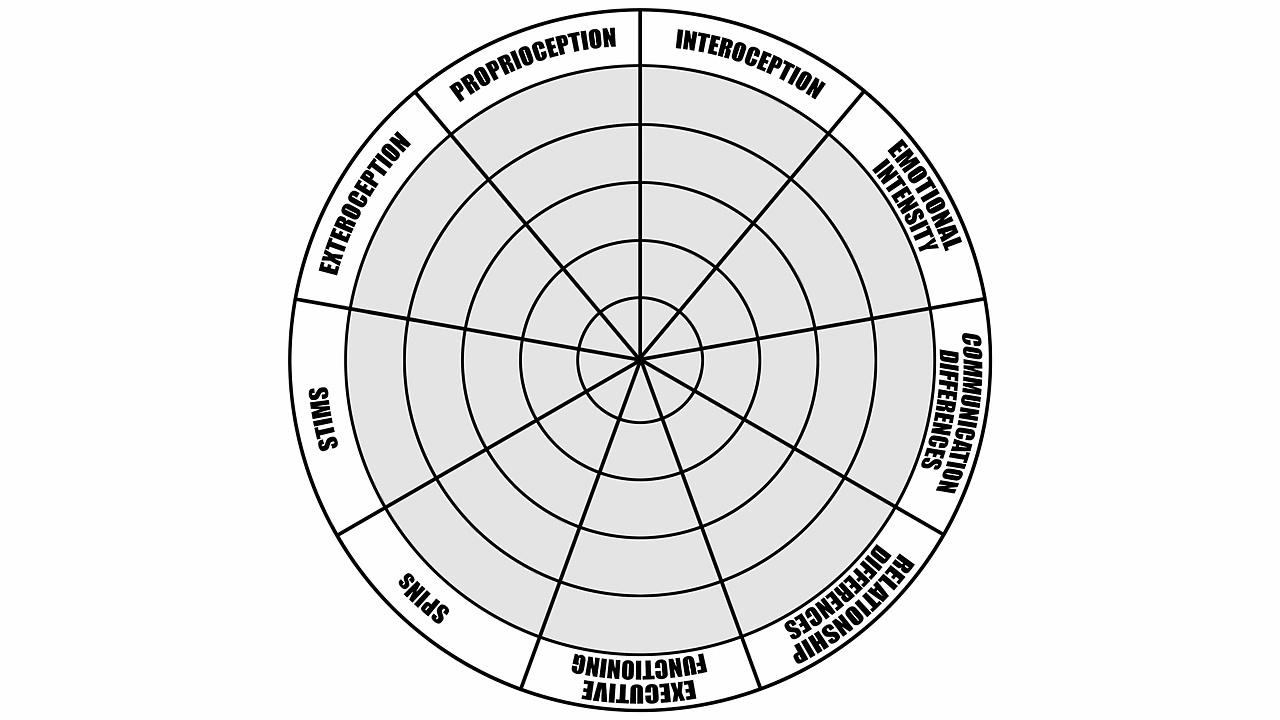 INTEROCEPTION
EMOTIONAL
INTENSITY
COMMUNICATION
DIFFERENCES
RELATIONSHIP
DIFFERENCES
EXECUTIVE
FUNCTIONING
SPINS
STIMS
EXTEROCEPTION
PROPRIOCEPTION